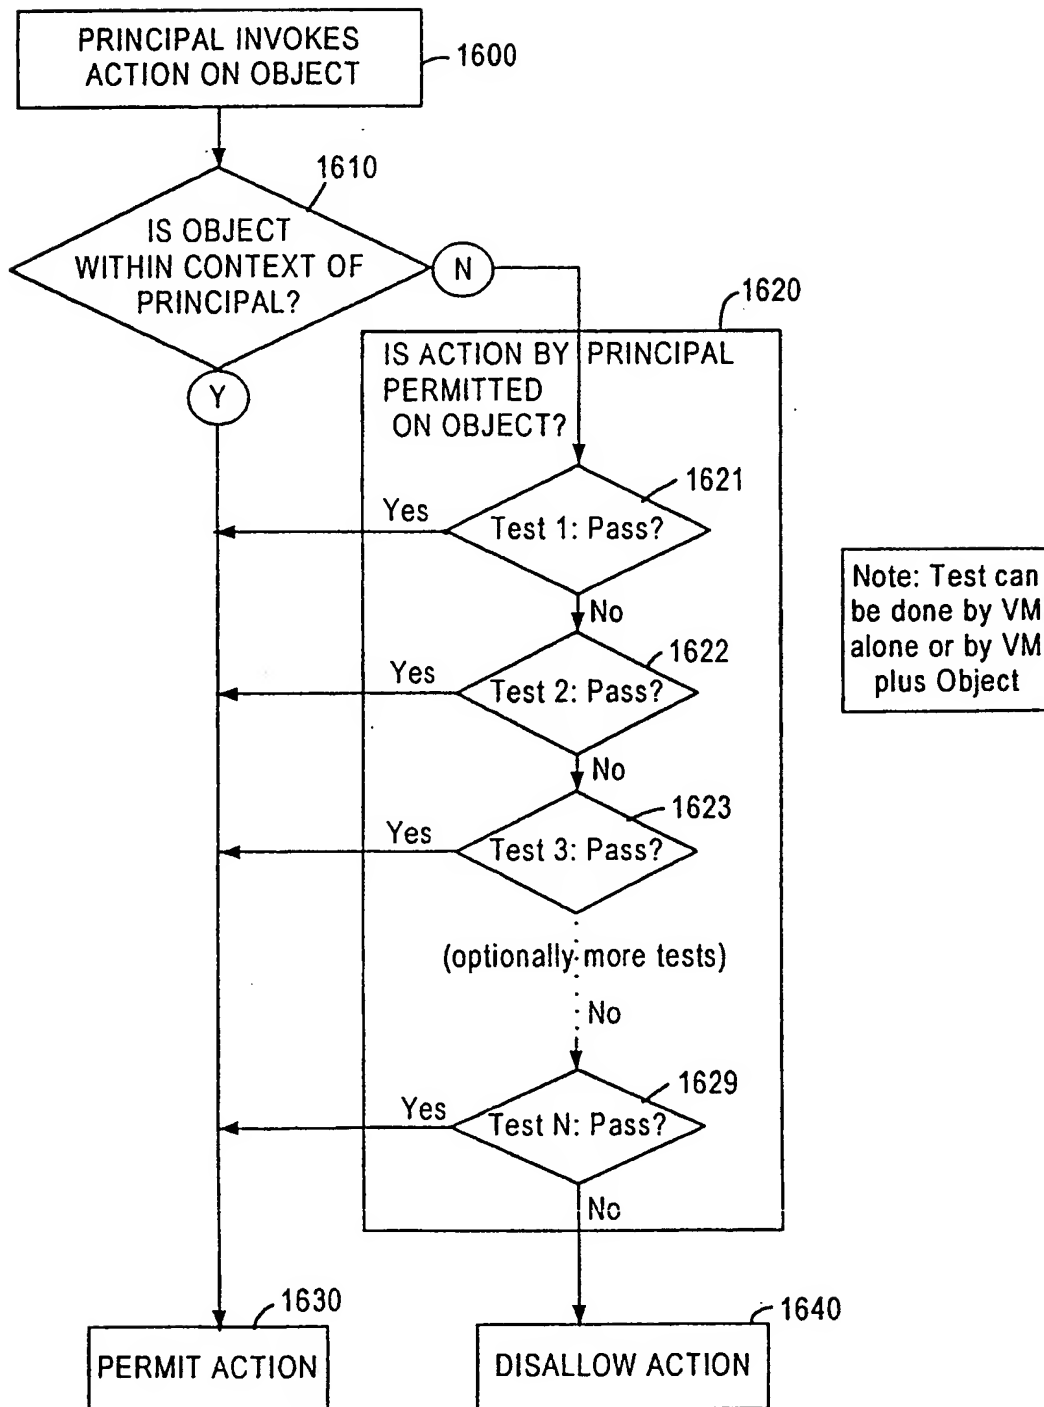 PRINCIPAL INVOKES
ACTION ON OBJECT
1600
1610
IS OBJECT
WITHIN CONTEXT OF
PRINCIPAL?
N
Y
1620
IS ACTION BY PRINCIPAL
PERMITTED
ON OBJECT?
1621
Yes
Test 1: Pass?
No
1622
Yes
Test 2: Pass?
No
1623
Yes
Test 3: Pass?
(optionally more tests)
No
1629
Yes
Test N: Pass?
No
Note: Test can
be done by VM
alone or by VM
plus Object
1630
PERMIT ACTION
1640
DISALLOW ACTION